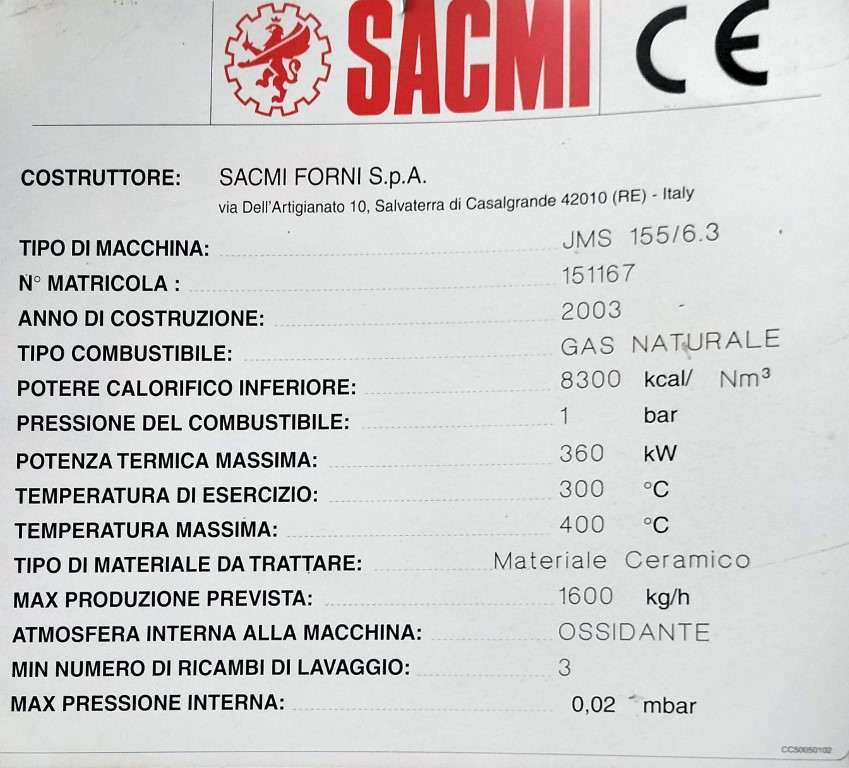 SACMI CE
COSTRUTTORE: SACMI FORNI S.p.A.
via Dell'Artigianato 10, Salvaterra di Casalgrande 42010 (RE) - Italy
TIPO DI MACCHINA: JMS 155/6.3
N° MATRICOLA : 151167
ANNO DI COSTRUZIONE: 2003
TIPO COMBUSTIBILE: GAS NATURALE
POTERE CALORIFICO INFERIORE: 8300 kcal/ Nm³
PRESSIONE DEL COMBUSTIBILE: 1 bar
POTENZA TERMICA MASSIMA: 360 kW
TEMPERATURA DI ESERCIZIO: 300 °C
TEMPERATURA MASSIMA: 400 °C
TIPO DI MATERIALE DA TRATTARE: Materiale Ceramico
MAX PRODUZIONE PREVISTA: 1600 kg/h
ATMOSFERA INTERNA ALLA MACCHINA: OSSIDANTE
MIN NUMERO DI RICAMBI DI LAVAGGIO: 3
MAX PRESSIONE INTERNA: 0,02 mbar
CC50050102